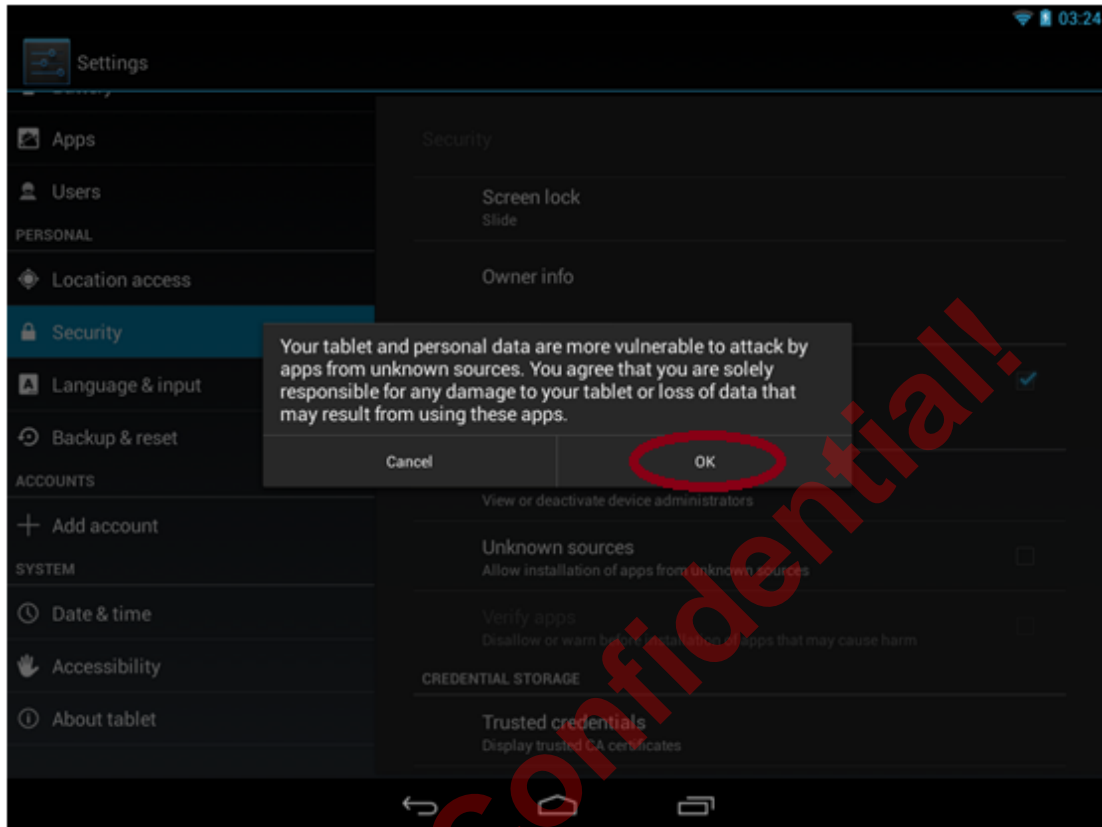 03:24
Settings
Battery
Apps
Users
PERSONAL
Location access
Security
Language & input
Backup & reset
ACCOUNTS
Add account
SYSTEM
Date & time
Accessibility
About tablet
Security
Screen lock
Slide
Owner info
Your tablet and personal data are more vulnerable to attack by
apps from unknown sources. You agree that you are solely
responsible for any damage to your tablet or loss of data that
may result from using these apps.
Cancel
OK
View or deactivate device administrators
Unknown sources
Allow installation of apps from unknown sources
Verify apps
Disallow or warn before installation of apps that may cause harm
CREDENTIAL STORAGE
Trusted credentials
Display trusted CA certificates
Confidential!